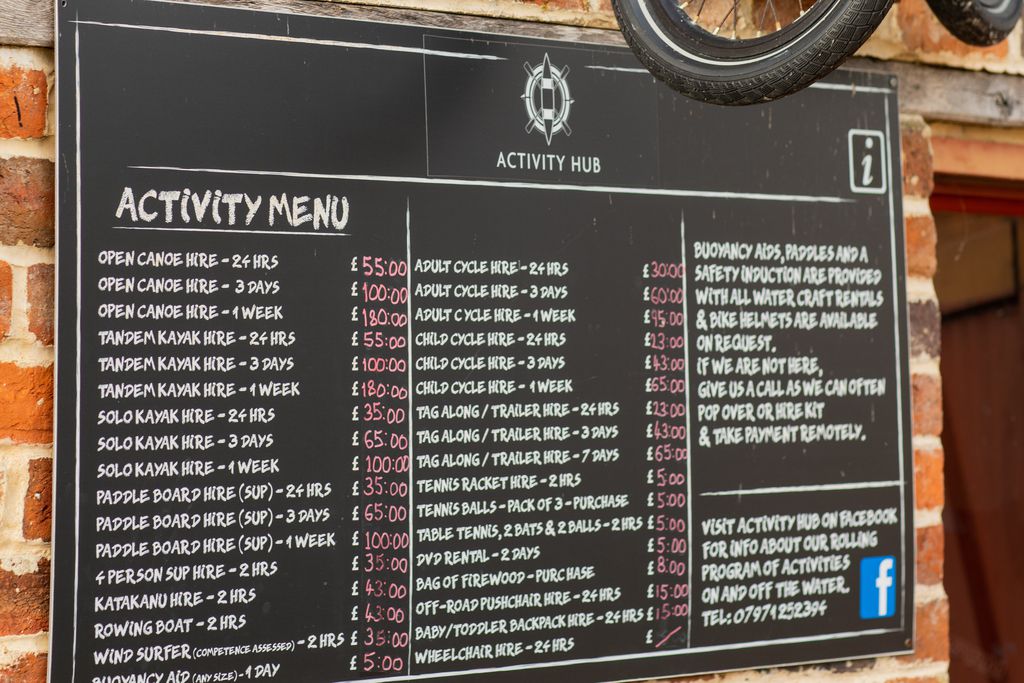 ACTIVITY HUB
i
ACTIVITY MENU
OPEN CANOE HIRE - 24 HRS £ 55:00
OPEN CANOE HIRE - 3 DAYS £ 100:00
OPEN CANOE HIRE - 1 WEEK £ 180:00
TANDEM KAYAK HIRE - 24 HRS £ 55:00
TANDEM KAYAK HIRE - 3 DAYS £ 100:00
TANDEM KAYAK HIRE - 1 WEEK £ 180:00
SOLO KAYAK HIRE - 24 HRS £ 35:00
SOLO KAYAK HIRE - 3 DAYS £ 65:00
SOLO KAYAK HIRE - 1 WEEK £ 100:00
PADDLE BOARD HIRE (SUP) - 24 HRS £ 35:00
PADDLE BOARD HIRE (SUP) - 3 DAYS £ 65:00
PADDLE BOARD HIRE (SUP) - 1 WEEK £ 100:00
4 PERSON SUP HIRE - 2 HRS £ 35:00
KATAKANU HIRE - 2 HRS £ 43:00
ROWING BOAT - 2 HRS £ 43:00
WIND SURFER (COMPETENCE ASSESSED) - 2 HRS £ 35:00
BUOYANCY AID (ANY SIZE) - 1 DAY £ 5:00
ADULT CYCLE HIRE - 24 HRS £ 30:00
ADULT CYCLE HIRE - 3 DAYS £ 60:00
ADULT CYCLE HIRE - 1 WEEK £ 95:00
CHILD CYCLE HIRE - 24 HRS £ 23:00
CHILD CYCLE HIRE - 3 DAYS £ 43:00
CHILD CYCLE HIRE - 1 WEEK £ 65:00
TAG ALONG / TRAILER HIRE - 24 HRS £ 23:00
TAG ALONG / TRAILER HIRE - 3 DAYS £ 43:00
TAG ALONG / TRAILER HIRE - 7 DAYS £ 65:00
TENNIS RACKET HIRE - 2 HRS £ 5:00
TENNIS BALLS - PACK OF 3 - PURCHASE £ 5:00
TABLE TENNIS, 2 BATS & 2 BALLS - 2 HRS £ 5:00
DVD RENTAL - 2 DAYS £ 5:00
BAG OF FIREWOOD - PURCHASE £ 8:00
OFF-ROAD PUSHCHAIR HIRE - 24 HRS £ 15:00
BABY/TODDLER BACKPACK HIRE - 24 HRS £ 15:00
WHEELCHAIR HIRE - 24 HRS £ /
BUOYANCY AIDS, PADDLES AND A
SAFETY INDUCTION ARE PROVIDED
WITH ALL WATER CRAFT RENTALS
& BIKE HELMETS ARE AVAILABLE
ON REQUEST.
IF WE ARE NOT HERE,
GIVE US A CALL AS WE CAN OFTEN
POP OVER OR HIRE KIT
& TAKE PAYMENT REMOTELY.
VISIT ACTIVITY HUB ON FACEBOOK
FOR INFO ABOUT OUR ROLLING
PROGRAM OF ACTIVITIES
ON AND OFF THE WATER.
TEL: 07971 252394
f